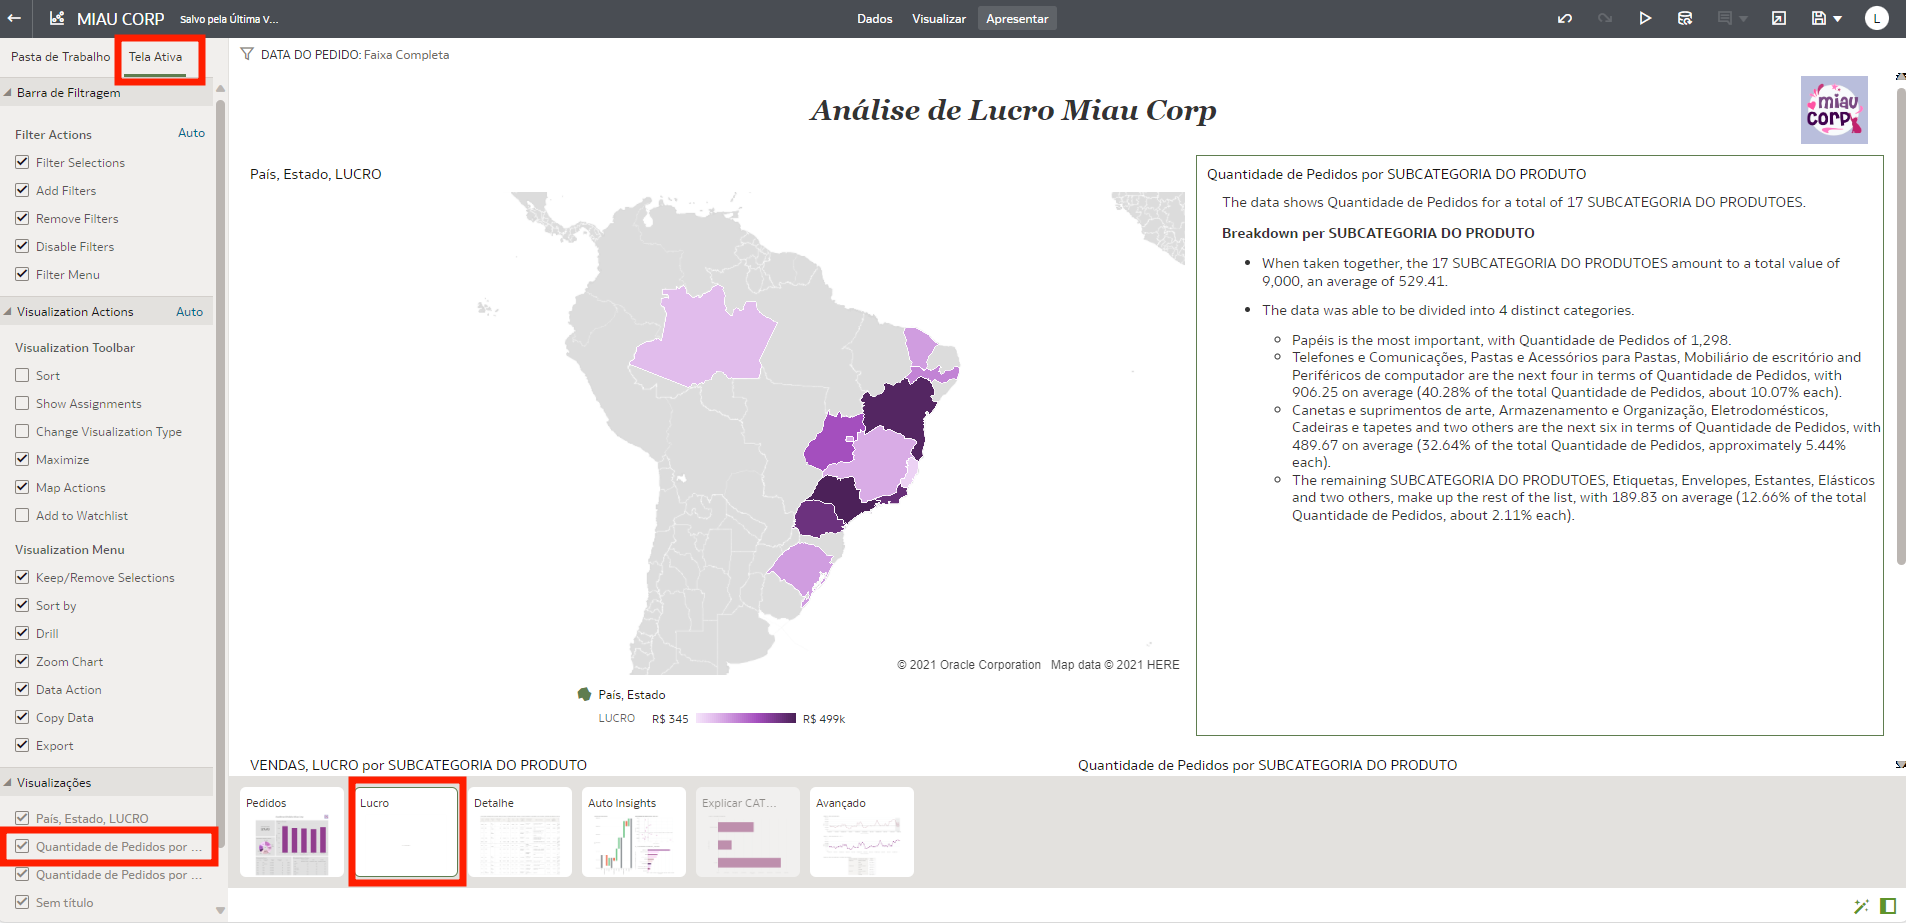 MIAU CORP
Salvo pela Última V...
Dados
Visualizar
Apresentar
L
Pasta de Trabalho
Tela Ativa
Barra de Filtragem
Filter Actions
Auto
Filter Selections
Add Filters
Remove Filters
Disable Filters
Filter Menu
Visualization Actions
Auto
Visualization Toolbar
Sort
Show Assignments
Change Visualization Type
Maximize
Map Actions
Add to Watchlist
Visualization Menu
Keep/Remove Selections
Sort by
Drill
Zoom Chart
Data Action
Copy Data
Export
Visualizações
País, Estado, LUCRO
Quantidade de Pedidos por ...
Quantidade de Pedidos por ...
Sem título
DATA DO PEDIDO: Faixa Completa
Análise de Lucro Miau Corp
miau
corp
País, Estado, LUCRO
© 2021 Oracle Corporation Map data © 2021 HERE
País, Estado
LUCRO R$ 345 R$ 499k
Quantidade de Pedidos por SUBCATEGORIA DO PRODUTO
The data shows Quantidade de Pedidos for a total of 17 SUBCATEGORIA DO PRODUTOES.
Breakdown per SUBCATEGORIA DO PRODUTO
When taken together, the 17 SUBCATEGORIA DO PRODUTOES amount to a total value of
9,000, an average of 529.41.
The data was able to be divided into 4 distinct categories.
Papéis is the most important, with Quantidade de Pedidos of 1,298.
Telefones e Comunicações, Pastas e Acessórios para Pastas, Mobiliário de escritório and
Periféricos de computador are the next four in terms of Quantidade de Pedidos, with
906.25 on average (40.28% of the total Quantidade de Pedidos, about 10.07% each).
Canetas e suprimentos de arte, Armazenamento e Organização, Eletrodomésticos,
Cadeiras e tapetes and two others are the next six in terms of Quantidade de Pedidos, with
489.67 on average (32.64% of the total Quantidade de Pedidos, approximately 5.44%
each).
The remaining SUBCATEGORIA DO PRODUTOES, Etiquetas, Envelopes, Estantes, Elásticos
and two others, make up the rest of the list, with 189.83 on average (12.66% of the total
Quantidade de Pedidos, about 2.11% each).
VENDAS, LUCRO por SUBCATEGORIA DO PRODUTO
Quantidade de Pedidos por SUBCATEGORIA DO PRODUTO
Pedidos
Lucro
Detalhe
Auto Insights
Explicar CAT...
Avançado